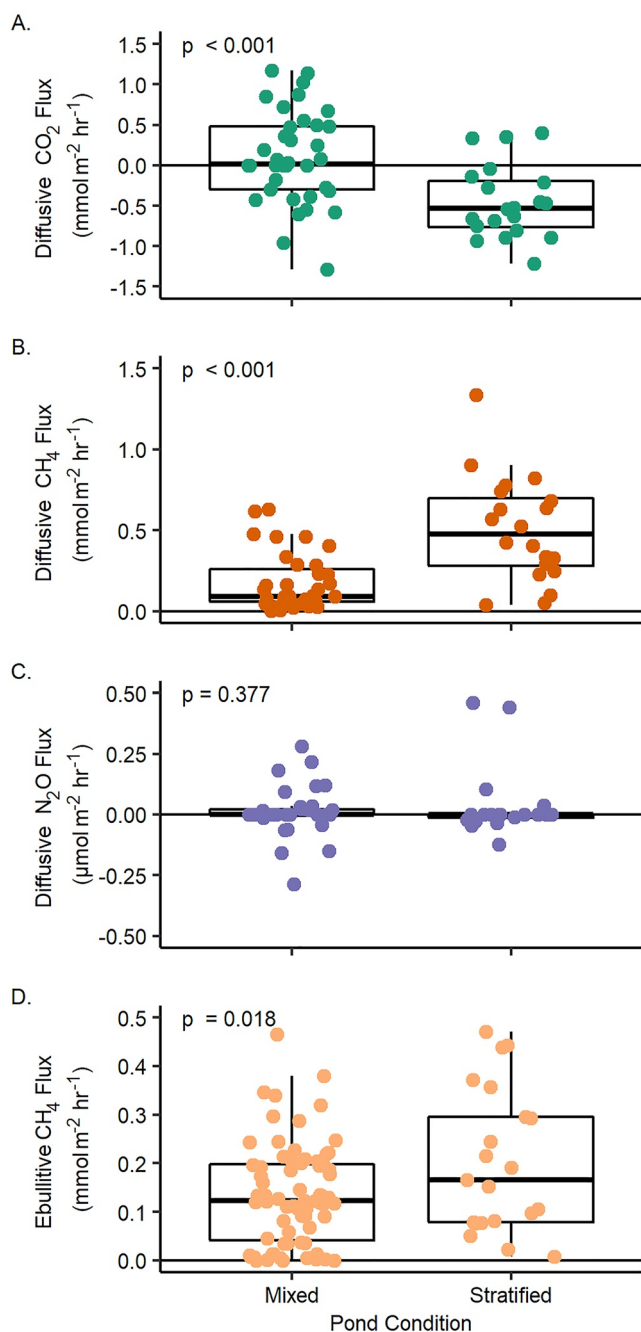 A.
p < 0.001
Diffusive CO₂ Flux
(mmol m⁻² hr⁻¹)
1.5
1.0
0.5
0.0
-0.5
-1.0
-1.5
B.
p < 0.001
Diffusive CH₄ Flux
(mmol m⁻² hr⁻¹)
1.5
1.0
0.5
0.0
C.
p = 0.377
Diffusive N₂O Flux
(µmol m⁻² hr⁻¹)
0.50
0.25
0.00
-0.25
-0.50
D.
p = 0.018
Ebullitive CH₄ Flux
(mmol m⁻² hr⁻¹)
0.5
0.4
0.3
0.2
0.1
0.0
Mixed Stratified
Pond Condition